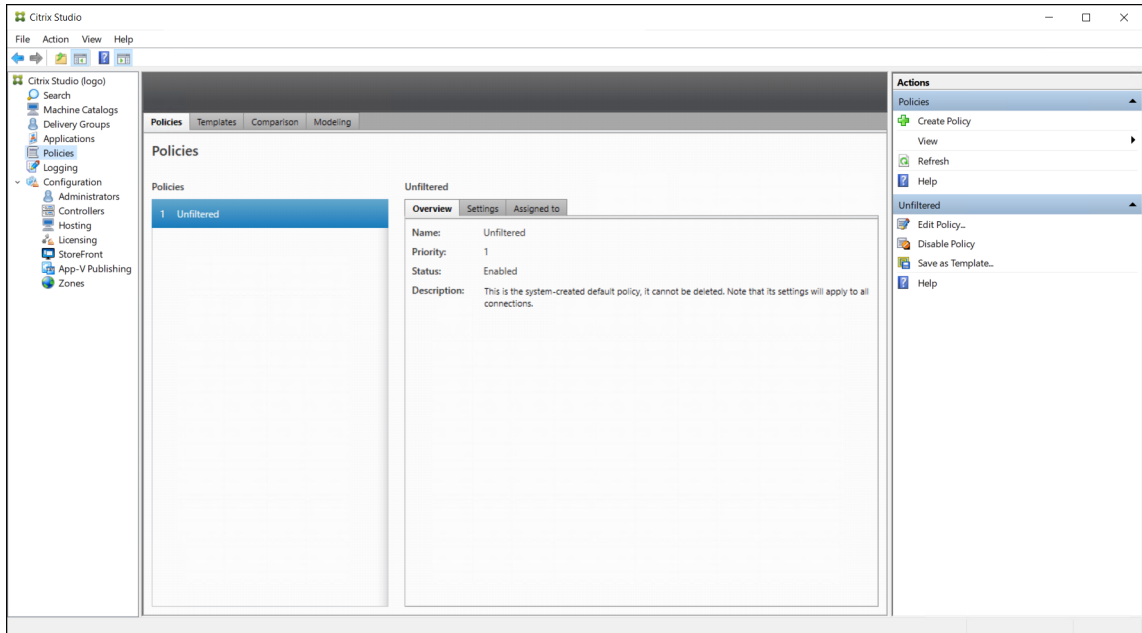 Citrix Studio
File Action View Help
Citrix Studio (logo)
Search
Machine Catalogs
Delivery Groups
Applications
Policies
Logging
Configuration
Administrators
Controllers
Hosting
Licensing
StoreFront
App-V Publishing
Zones
Policies Templates Comparison Modeling
Policies
Policies
1 Unfiltered
Unfiltered
Overview Settings Assigned to
Name: Unfiltered
Priority: 1
Status: Enabled
Description: This is the system-created default policy, it cannot be deleted. Note that its settings will apply to all
connections.
Actions
Policies
Create Policy
View
Refresh
Help
Unfiltered
Edit Policy...
Disable Policy
Save as Template...
Help